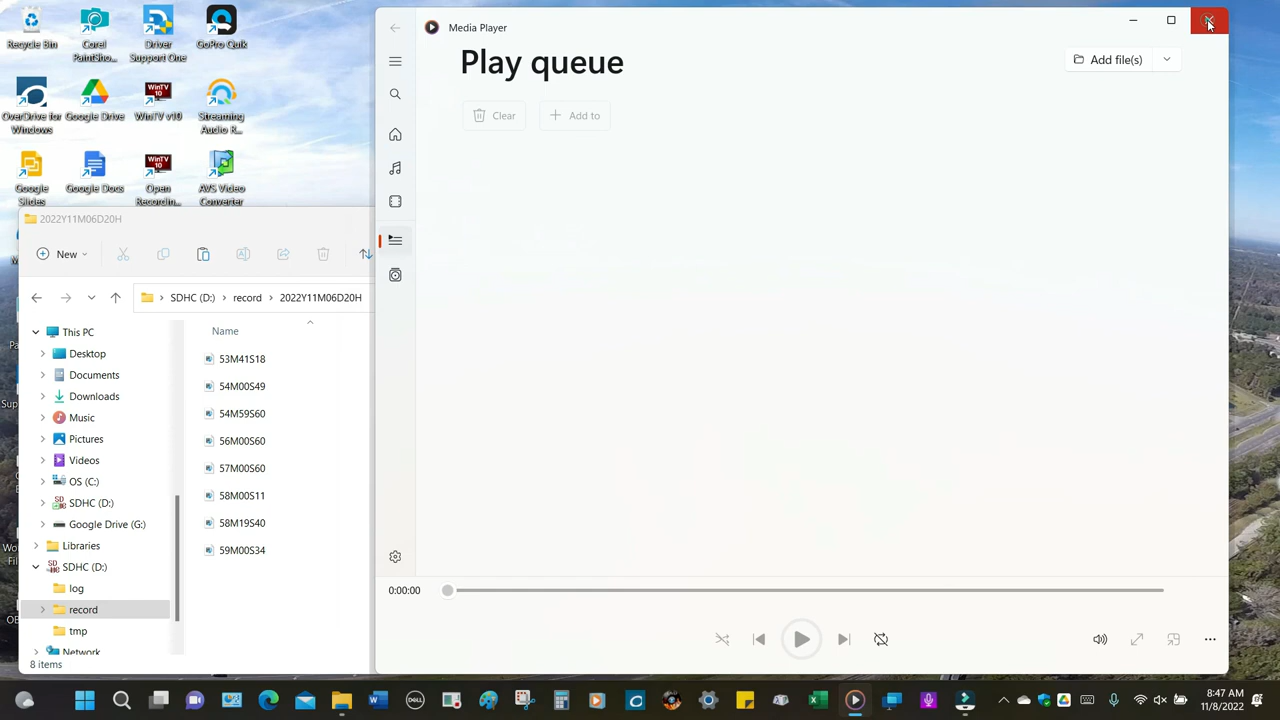 Recycle Bin
Corel PaintSho...
Driver Support One
GoPro Quik
OverDrive for Windows
Google Drive
WinTV v10
Streaming Audio R...
Google Slides
Google Docs
Open Recordin...
AVS Video Converter
2022Y11M06D20H
New
SDHC (D:) > record > 2022Y11M06D20H
This PC
Desktop
Documents
Downloads
Music
Pictures
Videos
OS (C:)
SDHC (D:)
Google Drive (G:)
Libraries
SDHC (D:)
log
record
tmp
Network
Name
53M41S18
54M00S49
54M59S60
56M00S60
57M00S60
58M00S11
58M19S40
59M00S34
8 items
Media Player
Play queue
Add file(s)
Clear
Add to
0:00:00
8:47 AM
11/8/2022